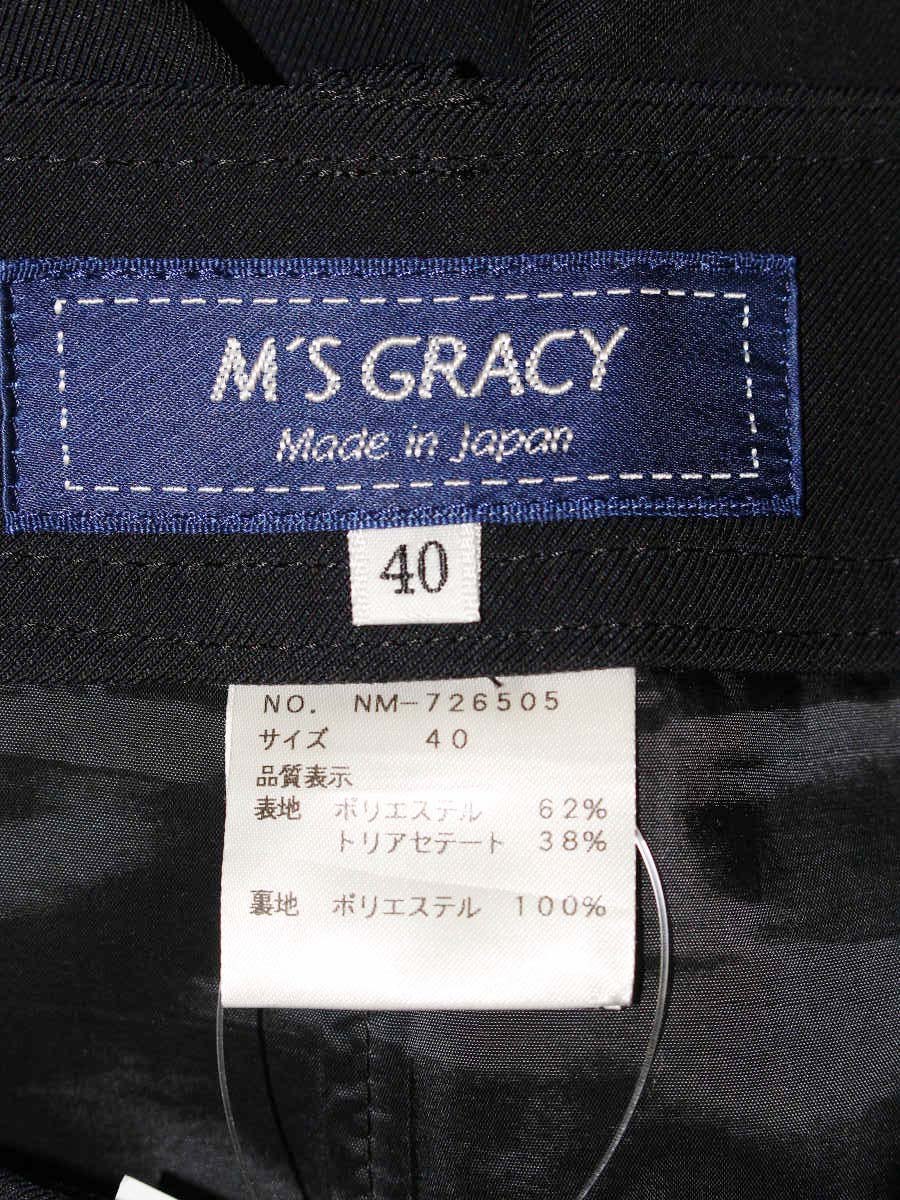 M'S GRACY
Made in Japan
40
NO. NM-726505
サイズ 40
品質表示
表地 ポリエステル 62%
トリアセテート 38%
裏地 ポリエステル 100%